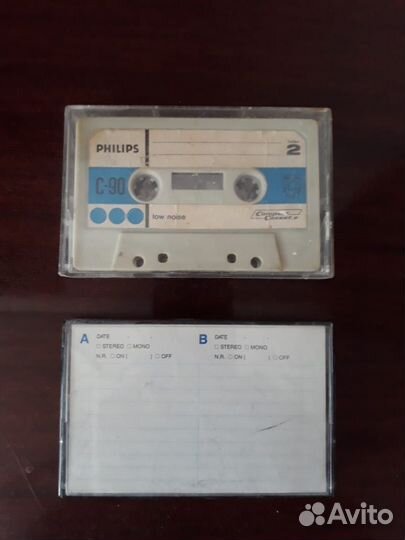 PHILIPS
2
C-90
low noise
Compact
Cassette
A DATE - - B DATE - -
□ STEREO □ MONO □ STEREO □ MONO
N.R. □ ON ( ) □ OFF N.R. □ ON ( ) □ OFF
Avito